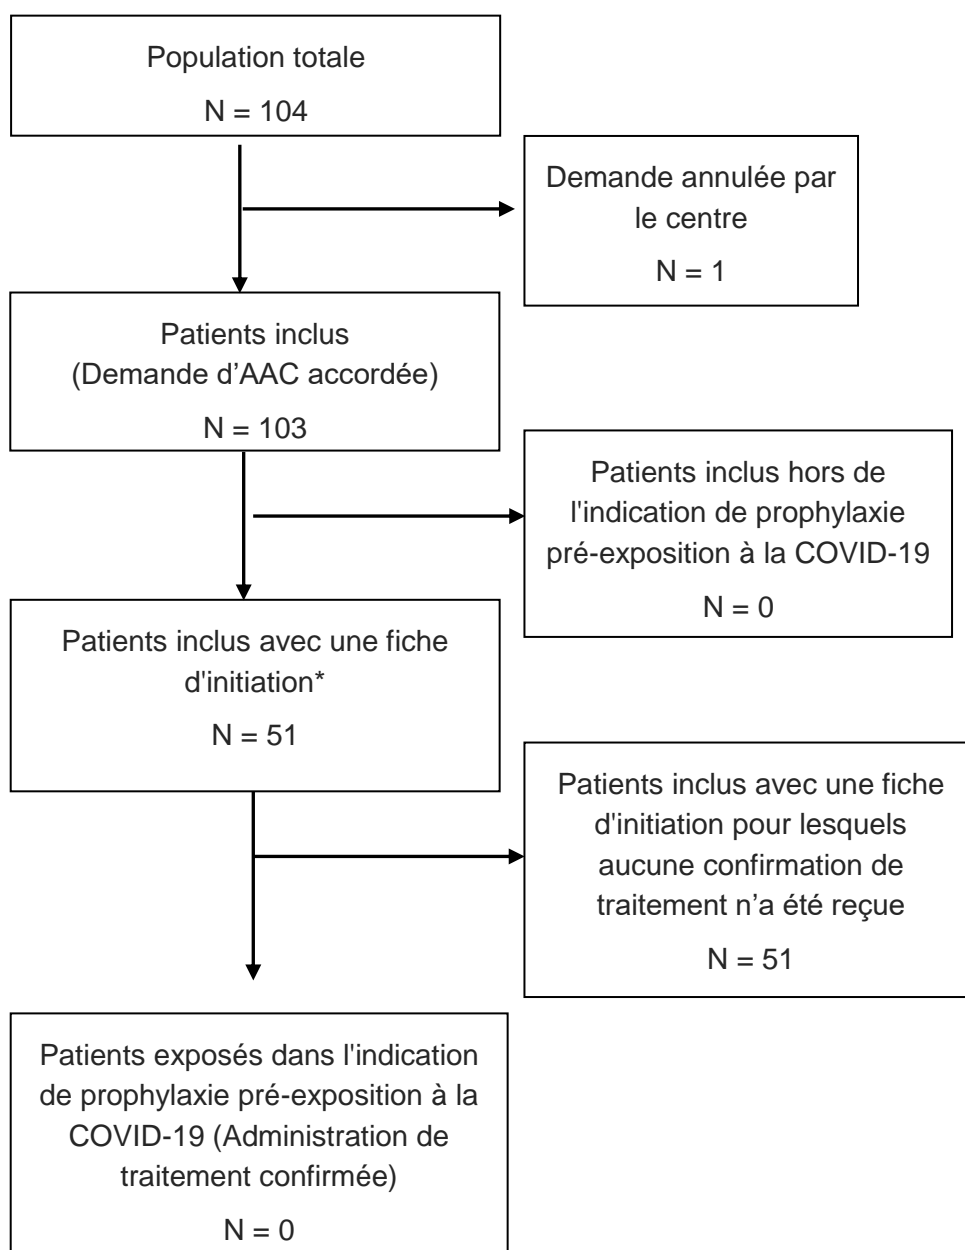 Population totale
N = 104
Demande annulée par
le centre
N = 1
Patients inclus
(Demande d’AAC accordée)
N = 103
Patients inclus hors de
l'indication de prophylaxie
pré-exposition à la COVID-19
N = 0
Patients inclus avec une fiche
d'initiation*
N = 51
Patients inclus avec une fiche
d'initiation pour lesquels
aucune confirmation de
traitement n’a été reçue
N = 51
Patients exposés dans l'indication
de prophylaxie pré-exposition à la
COVID-19 (Administration de
traitement confirmée)
N = 0